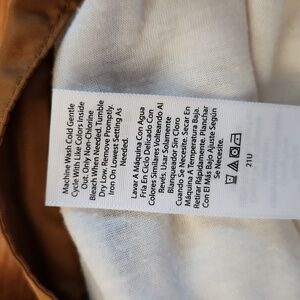 Machine Wash Cold Gentle
Cycle With Like Colors Inside
Out. Only Non-Chlorine
Bleach When Needed. Tumble
Dry Low. Remove Promptly.
Iron On Lowest Setting As
Needed.
Lavar A Máquina Con Agua
Fría En Ciclo Delicado Con
Colores Similares Volteando Al
Revés. Usar Solamente
Blanqueador Sin Cloro
Cuando Se Necesite. Secar En
Máquina A Temperatura Baja.
Retirar Rápidamente. Planchar
Con El Más Bajo Ajuste Según
Se Necesite.
21U